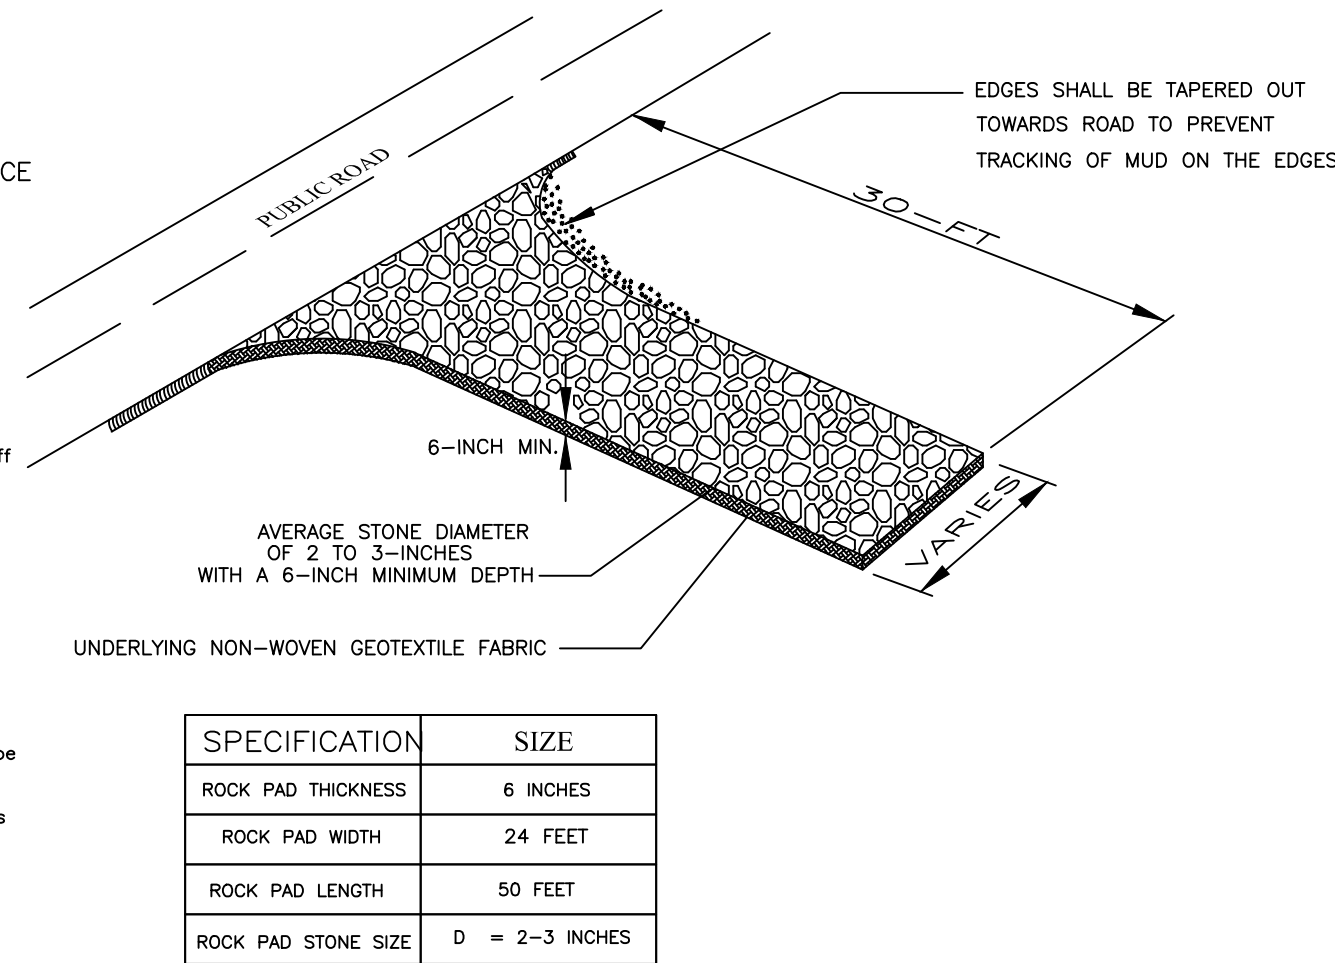 EDGES SHALL BE TAPERED OUT
TOWARDS ROAD TO PREVENT
TRACKING OF MUD ON THE EDGES
CE
PUBLIC ROAD
30-FT
ff
6-INCH MIN.
VARIES
AVERAGE STONE DIAMETER
OF 2 TO 3-INCHES
WITH A 6-INCH MINIMUM DEPTH
UNDERLYING NON-WOVEN GEOTEXTILE FABRIC
SPECIFICATION SIZE
be
ROCK PAD THICKNESS 6 INCHES
s
ROCK PAD WIDTH 24 FEET
ROCK PAD LENGTH 50 FEET
ROCK PAD STONE SIZE D = 2-3 INCHES